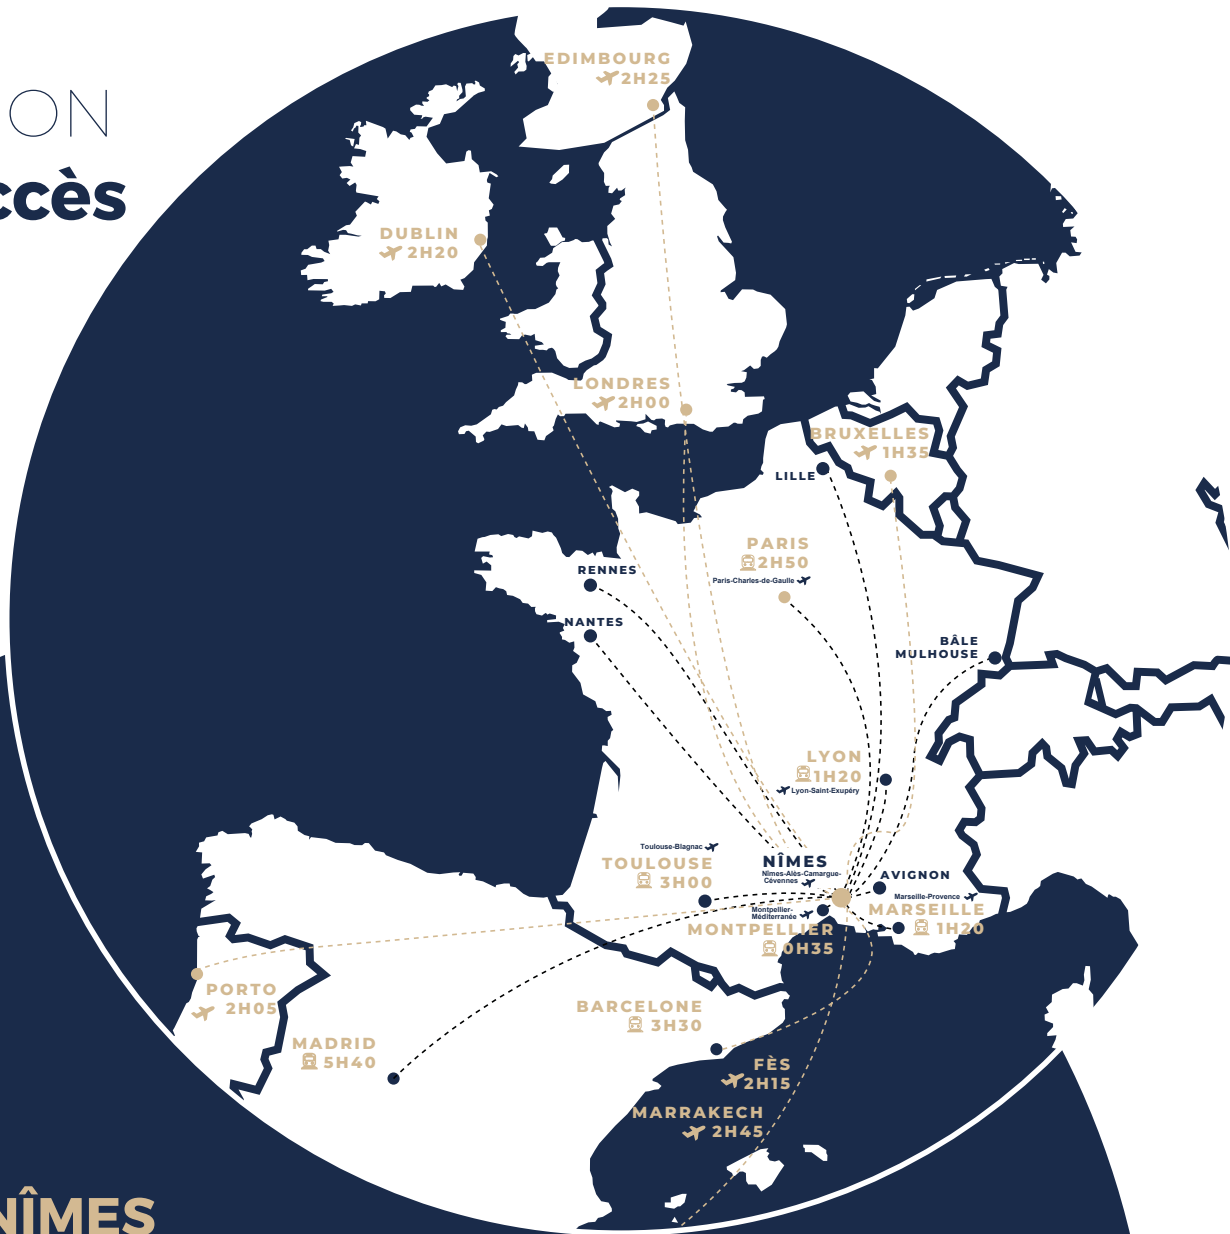 ON
ccès
EDIMBOURG
2H25
DUBLIN
2H20
LONDRES
2H00
BRUXELLES
1H35
LILLE
PARIS
2H50
Paris-Charles-de-Gaulle
RENNES
NANTES
BÂLE
MULHOUSE
LYON
1H20
Lyon-Saint-Exupéry
Toulouse-Blagnac
TOULOUSE
3H00
NÎMES
Nîmes-Alès-Camargue-
Cévennes
AVIGNON
Marseille-Provence
MARSEILLE
1H20
Montpellier-
Méditerranée
MONTPELLIER
0H35
PORTO
2H05
MADRID
5H40
BARCELONE
3H30
FÈS
2H15
MARRAKECH
2H45
NÎMES